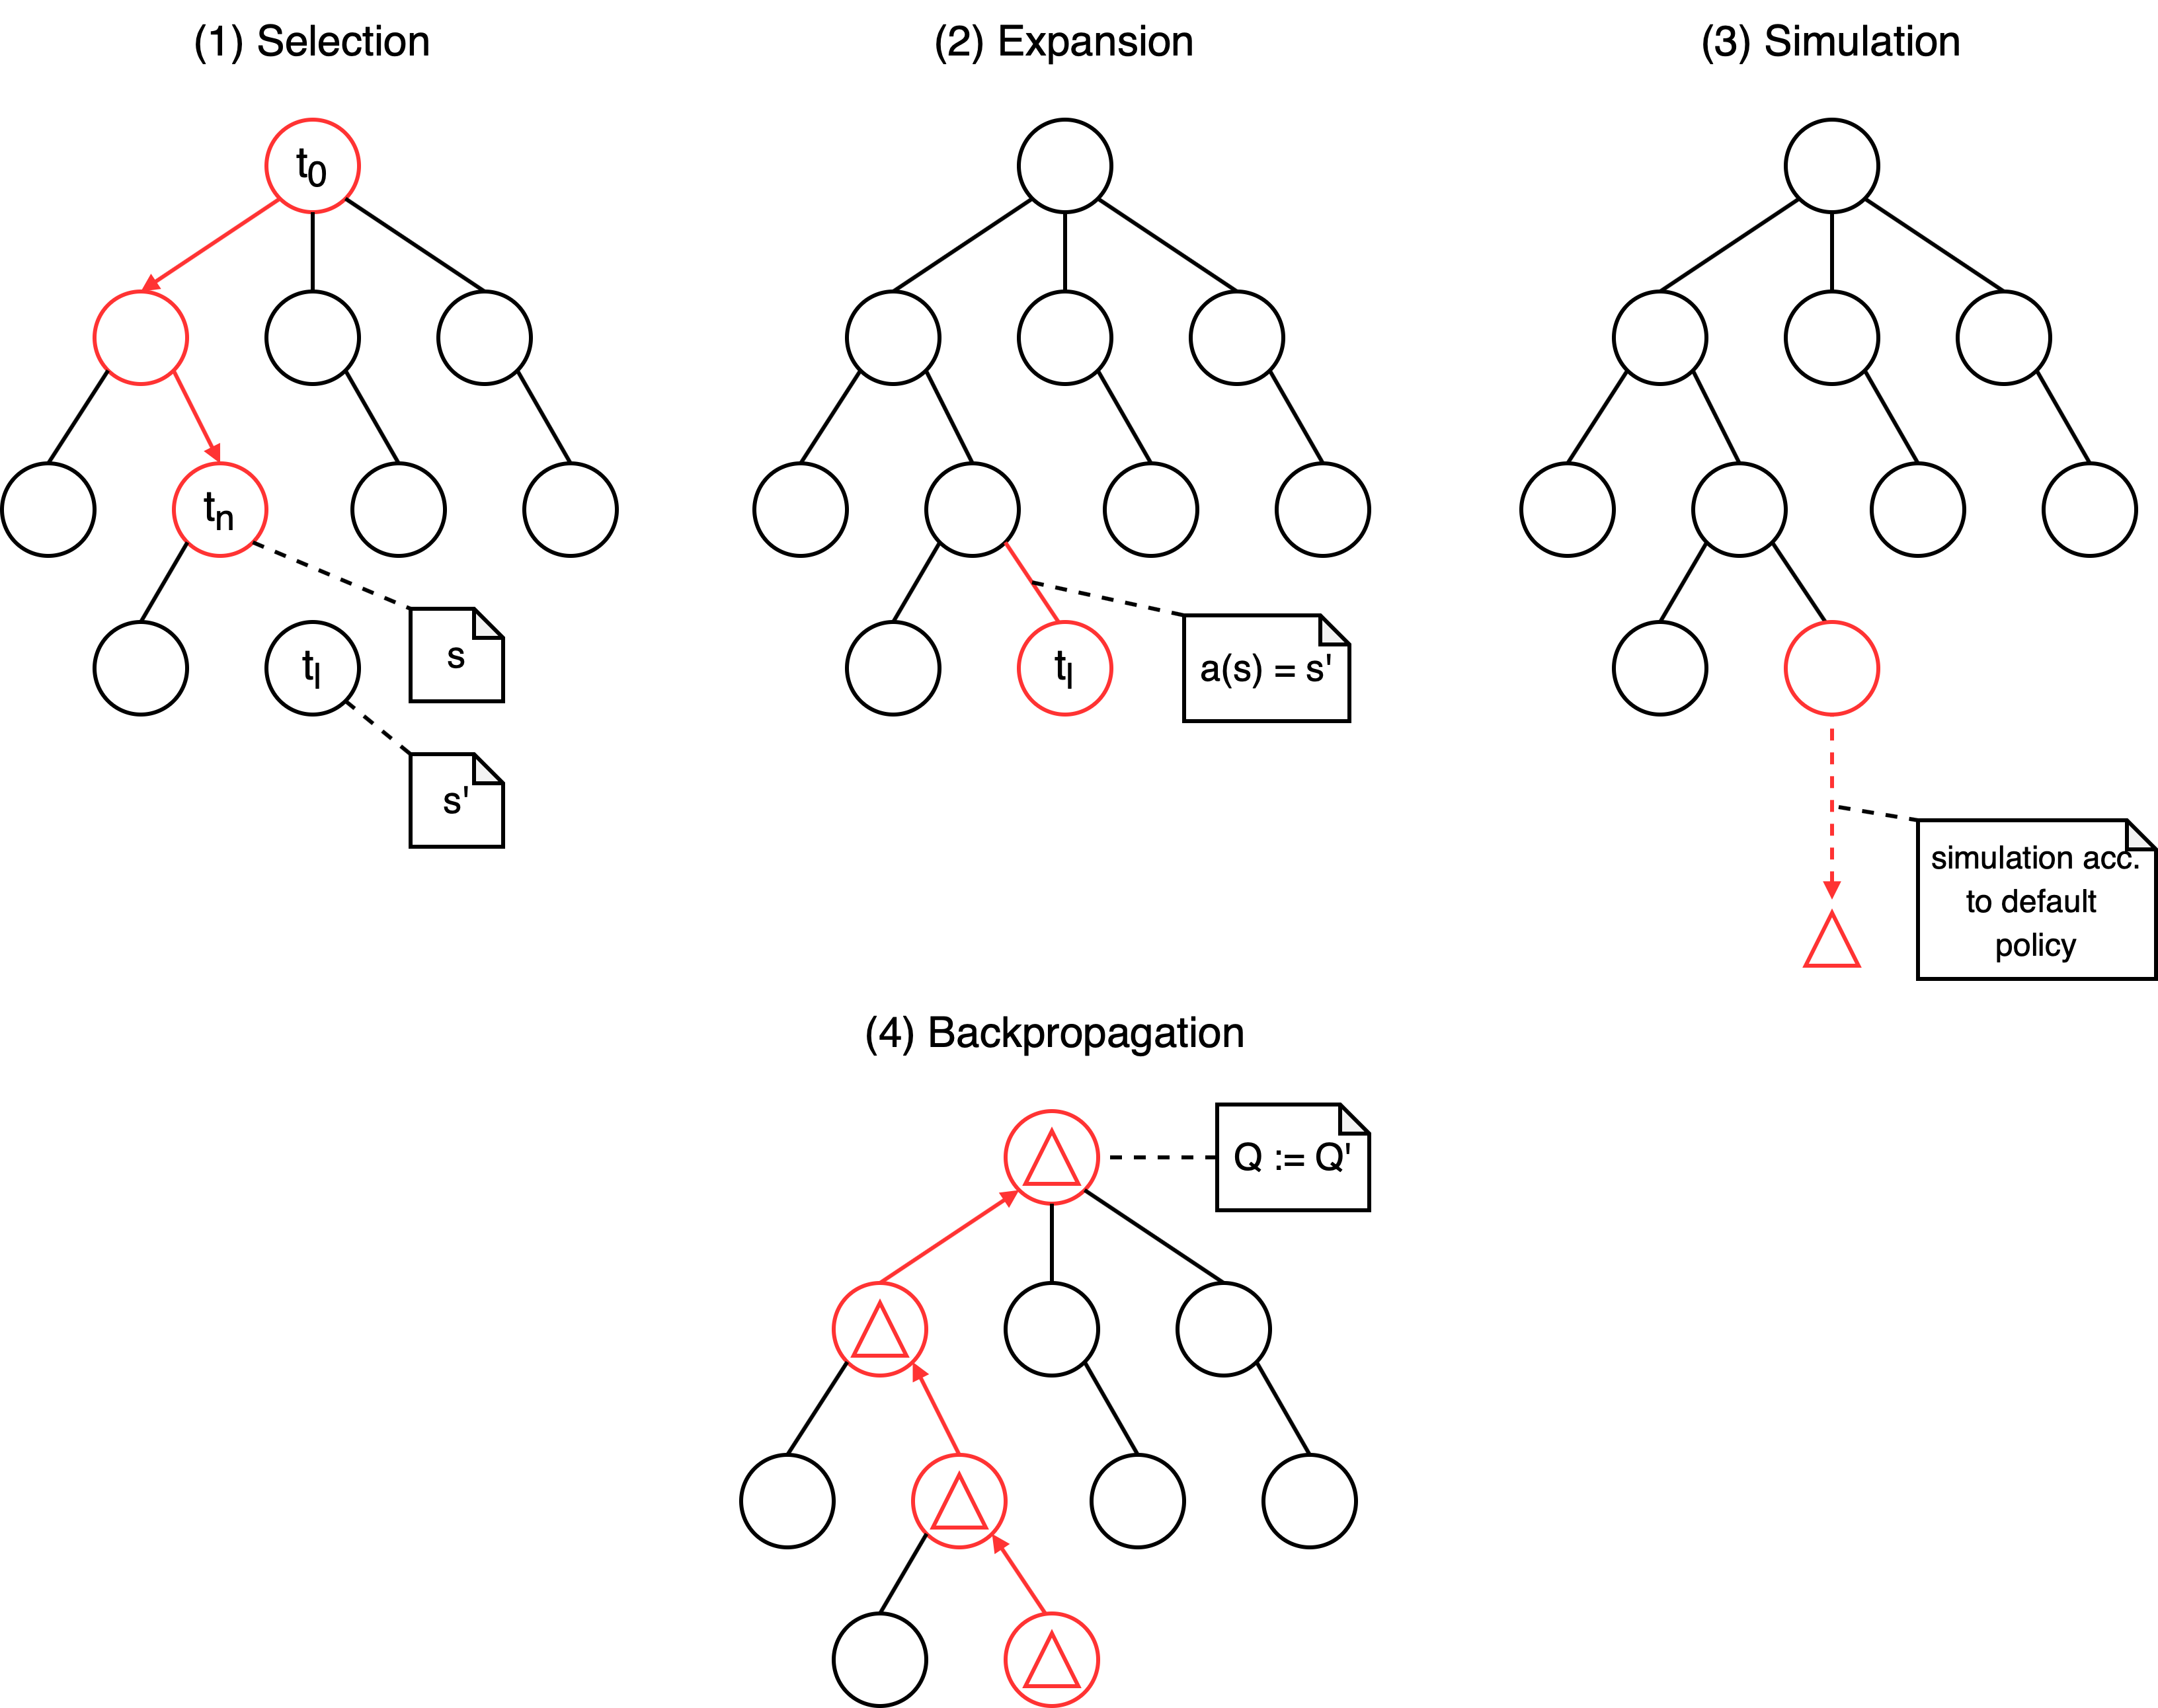 (1) Selection
(2) Expansion
(3) Simulation
t₀
tₙ
s
tₗ
s'
tₗ
a(s) = s'
simulation acc.
to default
policy
(4) Backpropagation
Q := Q'